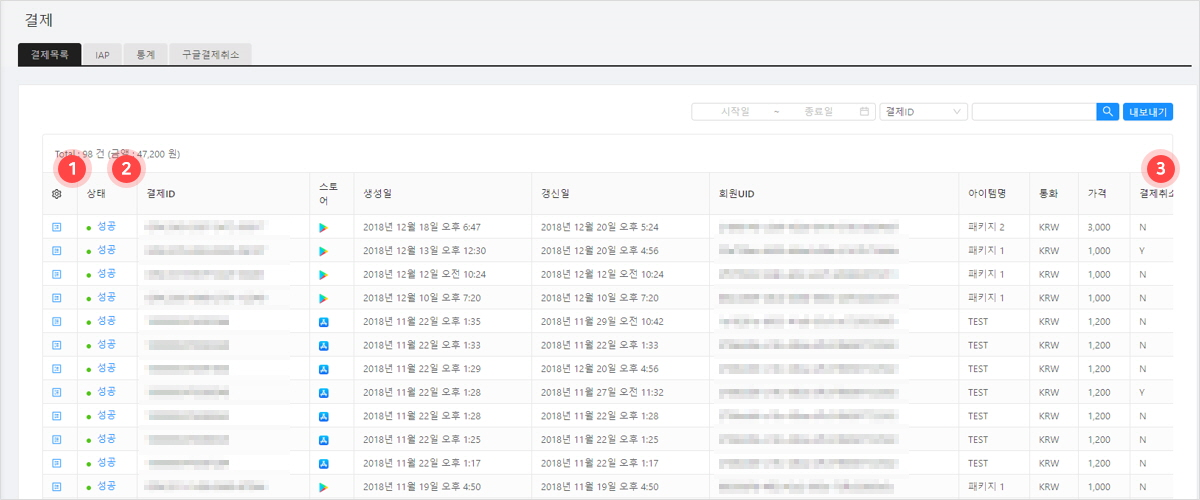 결제
결제목록 IAP 통계 구글결제취소
시작일 ~ 종료일 결제ID 내보내기
Total : 98 건 (금액 : 47,200 원)
1 2 3
상태 결제ID 스토어 생성일 갱신일 회원UID 아이템명 통화 가격 결제취소
성공 2018년 12월 18일 오후 6:47 2018년 12월 20일 오후 5:24 패키지 2 KRW 3,000 N
성공 2018년 12월 13일 오후 12:30 2018년 12월 20일 오후 4:56 패키지 1 KRW 1,000 Y
성공 2018년 12월 12일 오전 10:24 2018년 12월 12일 오전 10:24 패키지 1 KRW 1,000 N
성공 2018년 12월 10일 오후 7:20 2018년 12월 10일 오후 7:20 패키지 1 KRW 1,000 N
성공 2018년 11월 22일 오후 1:35 2018년 11월 29일 오전 10:42 TEST KRW 1,200 N
성공 2018년 11월 22일 오후 1:33 2018년 11월 22일 오후 1:33 TEST KRW 1,200 N
성공 2018년 11월 22일 오후 1:29 2018년 12월 20일 오후 4:56 TEST KRW 1,200 N
성공 2018년 11월 22일 오후 1:28 2018년 11월 27일 오전 11:32 TEST KRW 1,200 Y
성공 2018년 11월 22일 오후 1:28 2018년 11월 22일 오후 1:28 TEST KRW 1,200 N
성공 2018년 11월 22일 오후 1:25 2018년 11월 22일 오후 1:25 TEST KRW 1,200 N
성공 2018년 11월 22일 오후 1:17 2018년 11월 22일 오후 1:17 TEST KRW 1,200 N
성공 2018년 11월 19일 오후 4:50 2018년 11월 19일 오후 4:50 패키지 1 KRW 1,000 N